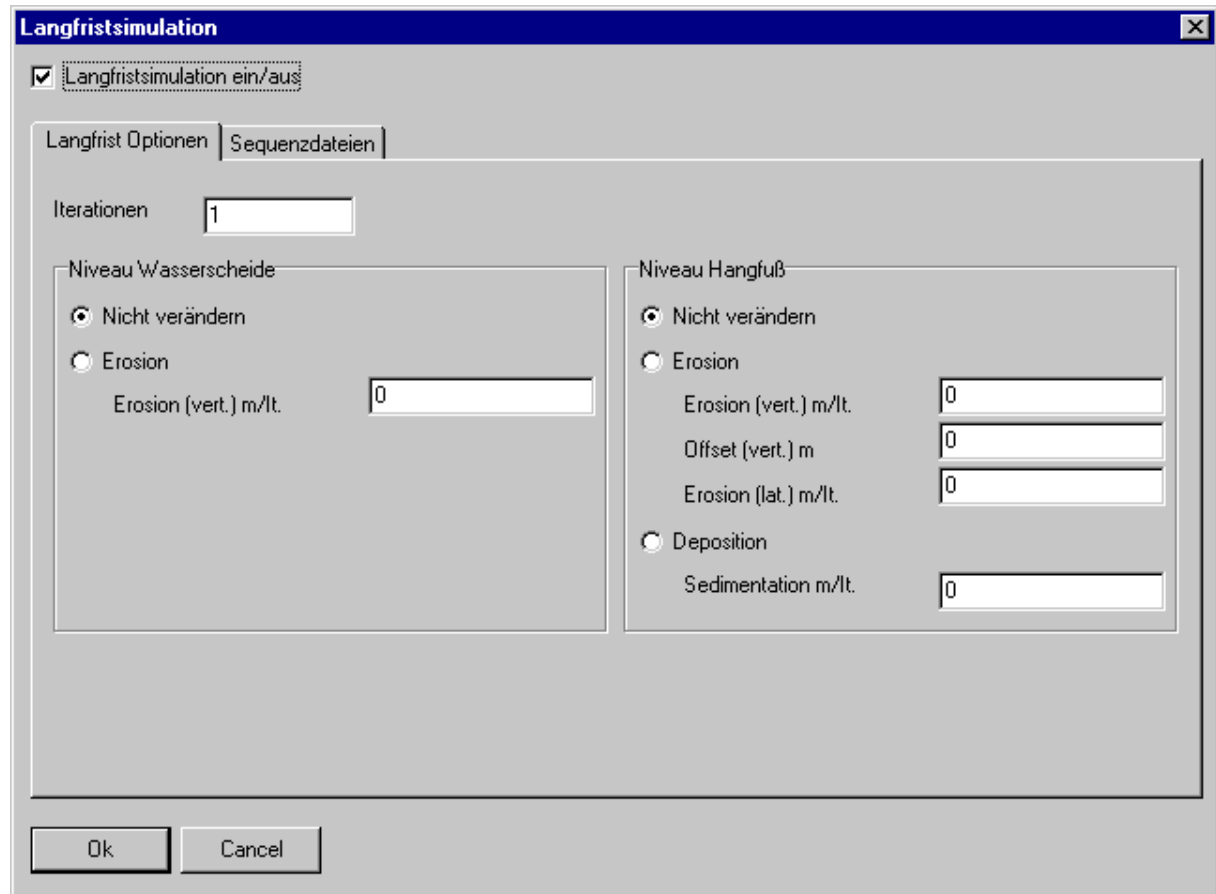 Langfristsimulation
Langfristsimulation ein/aus
Langfrist Optionen
Sequenzdateien
Iterationen
1
Niveau Wasserscheide
Nicht verändern
Erosion
Erosion (vert.) m/It.
0
Niveau Hangfuß
Nicht verändern
Erosion
Erosion (vert.) m/It.
0
Offset (vert.) m
0
Erosion (lat.) m/It.
0
Deposition
Sedimentation m/It.
0
Ok
Cancel